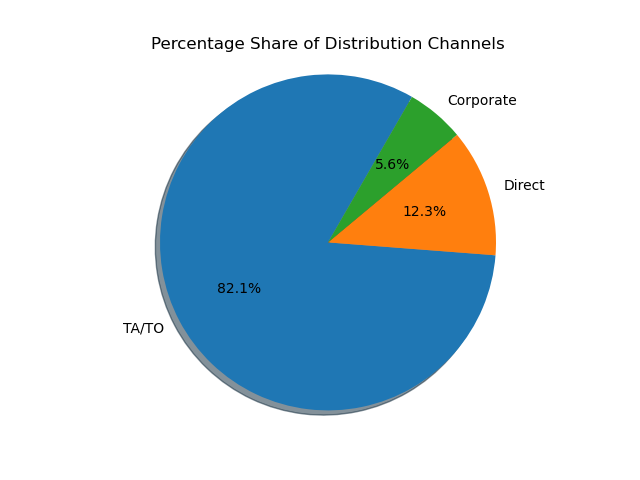 Percentage Share of Distribution Channels
Corporate
5.6%
Direct
12.3%
82.1%
TA/TO